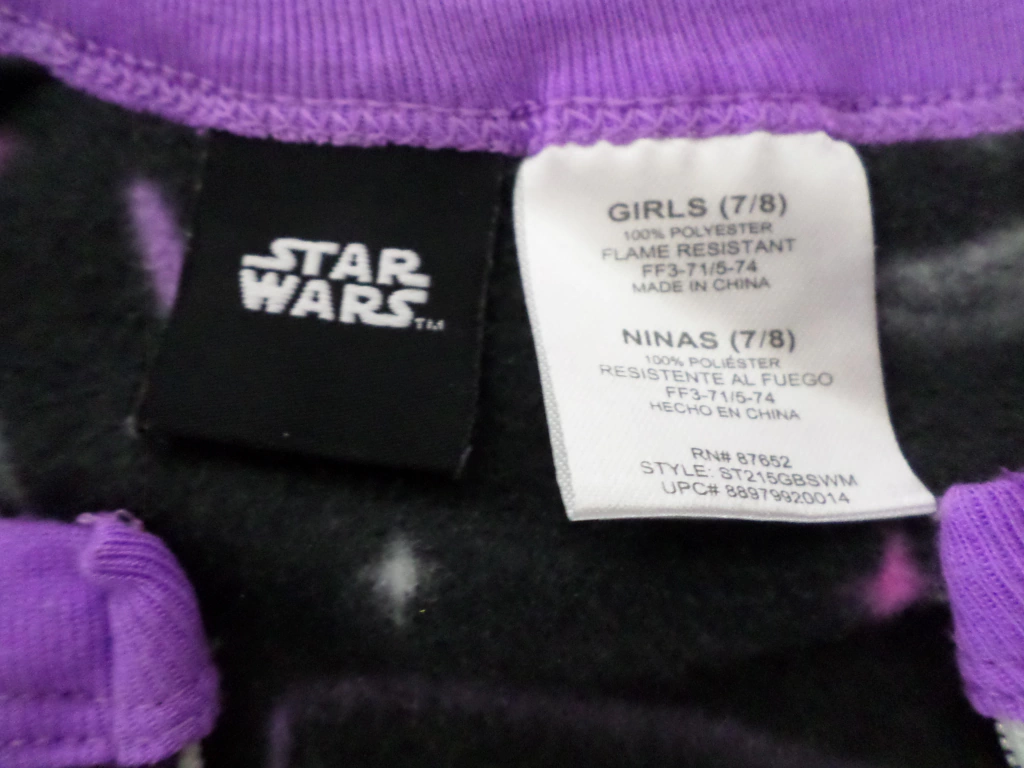 STAR
WARS™
GIRLS (7/8)
100% POLYESTER
FLAME RESISTANT
FF3-71/5-74
MADE IN CHINA
NINAS (7/8)
100% POLIÉSTER
RESISTENTE AL FUEGO
FF3-71/5-74
HECHO EN CHINA
RN# 87652
STYLE: ST215GBSWM
UPC# 88979920014